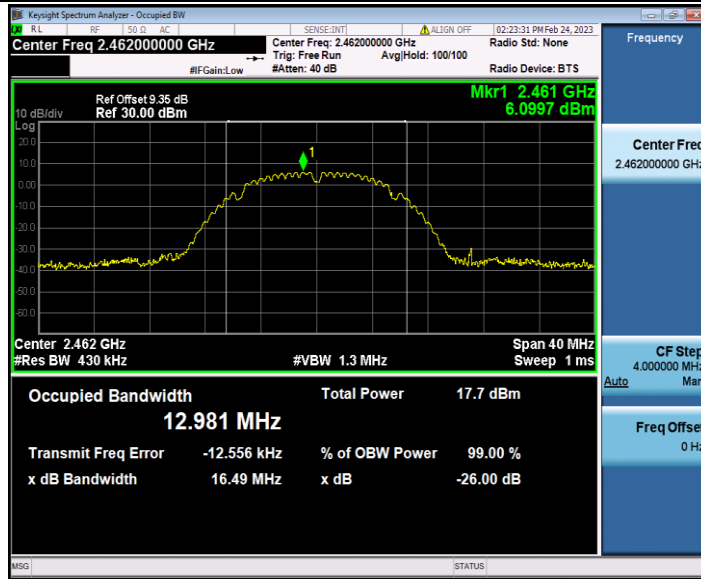 Keysight Spectrum Analyzer - Occupied BW
RL RF 50 Ω AC SENSE:INT ALIGN OFF 02:23:31 PM Feb 24, 2023
Center Freq 2.462000000 GHz
Center Freq: 2.462000000 GHz Radio Std: None
Trig: Free Run Avg|Hold: 100/100
#IFGain:Low #Atten: 40 dB Radio Device: BTS
Ref Offset 9.35 dB Mkr1 2.461 GHz
10 dB/div Ref 30.00 dBm 6.0997 dBm
Log
20.0
1
10.0
0.00
-10.0
-20.0
-30.0
-40.0
-50.0
-60.0
Center 2.462 GHz Span 40 MHz
#Res BW 430 kHz #VBW 1.3 MHz Sweep 1 ms
Occupied Bandwidth Total Power 17.7 dBm
12.981 MHz
Transmit Freq Error -12.556 kHz % of OBW Power 99.00 %
x dB Bandwidth 16.49 MHz x dB -26.00 dB
MSG STATUS
Frequency
Center Freq
2.462000000 GHz
CF Step
4.000000 MHz
Auto Man
Freq Offset
0 Hz